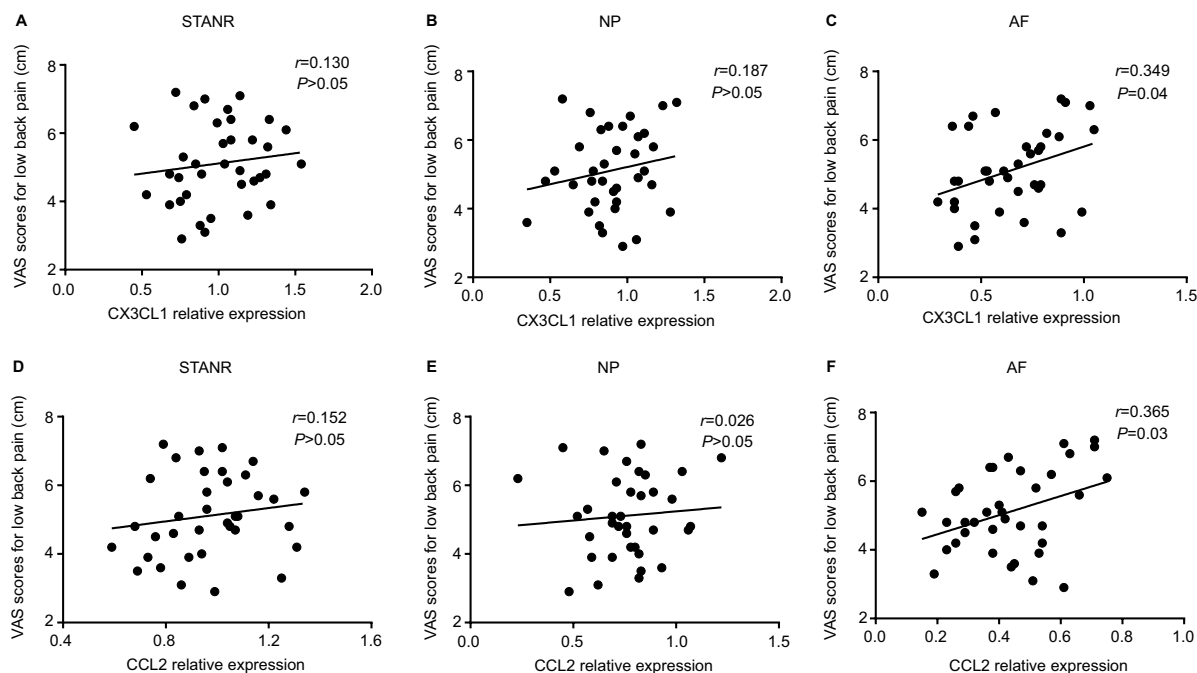 A
STANR
r=0.130
P>0.05
VAS scores for low back pain (cm)
8
6
4
2
0.0
0.5
1.0
1.5
2.0
CX3CL1 relative expression
B
NP
r=0.187
P>0.05
VAS scores for low back pain (cm)
8
6
4
2
0.0
0.5
1.0
1.5
2.0
CX3CL1 relative expression
C
AF
r=0.349
P=0.04
VAS scores for low back pain (cm)
8
6
4
2
0.0
0.5
1.0
1.5
CX3CL1 relative expression
D
STANR
r=0.152
P>0.05
VAS scores for low back pain (cm)
8
6
4
2
0.4
0.8
1.2
1.6
CCL2 relative expression
E
NP
r=0.026
P>0.05
VAS scores for low back pain (cm)
8
6
4
2
0.0
0.5
1.0
1.5
CCL2 relative expression
F
AF
r=0.365
P=0.03
VAS scores for low back pain (cm)
8
6
4
2
0.0
0.2
0.4
0.6
0.8
1.0
CCL2 relative expression